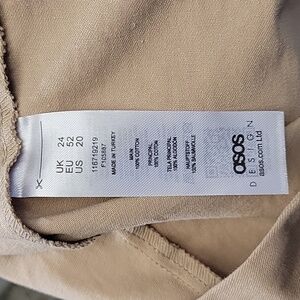 UK 24
EU 52
US 20
116719219
F103887
MADE IN TURKEY
MAIN
100% COTTON
PRINCIPAL
100% COTON
TELA PRINCIPAL
100% ALGODÓN
HAUPTSTOFF
100% BAUMWOLLE
asos
DESIGN
asos.com Ltd